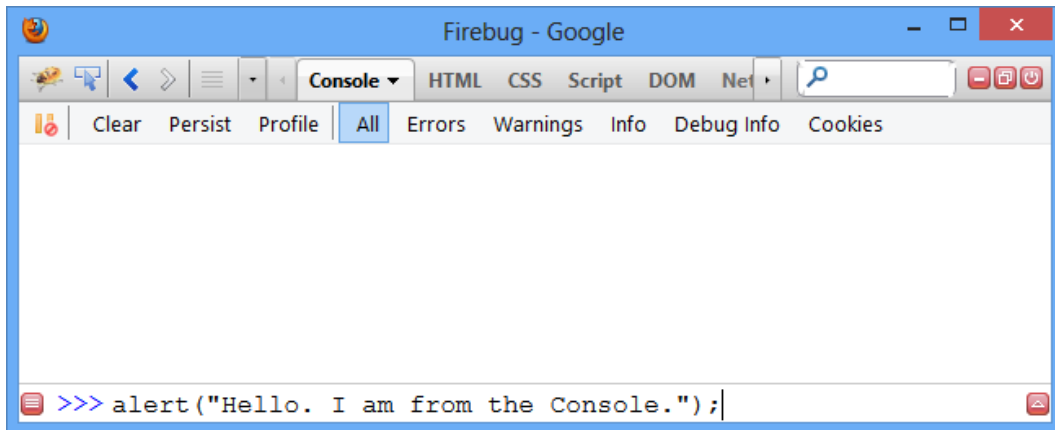 Firebug - Google
Console HTML CSS Script DOM Net
Clear Persist Profile All Errors Warnings Info Debug Info Cookies
>>> alert("Hello. I am from the Console.");